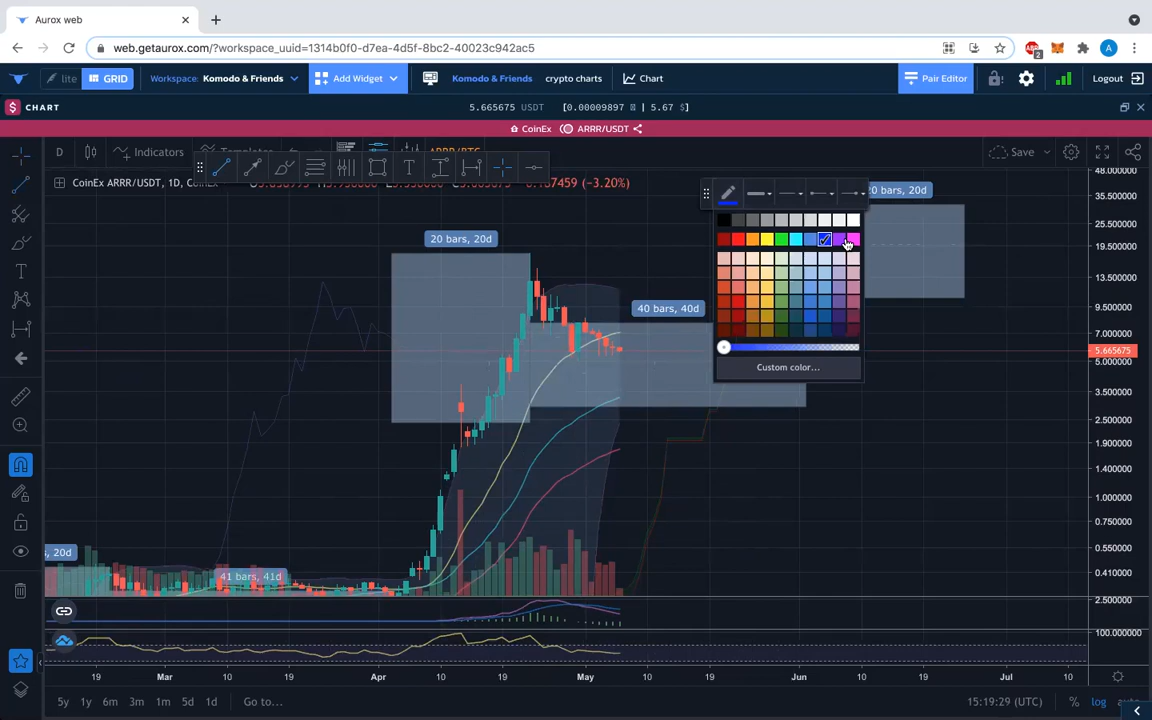 Aurox web
web.getaurox.com/?workspace_uuid=1314b0f0-d7ea-4d5f-8bc2-40023c942ac5
2
A
lite
GRID
Workspace: Komodo & Friends
Add Widget
Komodo & Friends
crypto charts
Chart
Pair Editor
Logout
CHART
5.665675 USDT
[0.00009897 ₿ | 5.67 $]
CoinEx
ARRR/USDT
D
Indicators
Templates
Save
CoinEx ARRR/USDT, 1D, CoinEx
(−3.20%)
20 bars, 20d
20 bars, 20d
40 bars, 40d
41 bars, 41d
s, 20d
Custom color...
48.000000
35.500000
25.500000
19.500000
13.500000
9.500000
7.000000
5.665675
5.000000
3.500000
2.500000
1.900000
1.400000
1.000000
0.750000
0.550000
0.410000
2.500000
100.000000
19
Mar
10
19
Apr
10
19
May
10
19
Jun
10
19
Jul
10
5y
1y
6m
3m
1m
5d
1d
Go to...
15:19:29 (UTC)
%
log
auto